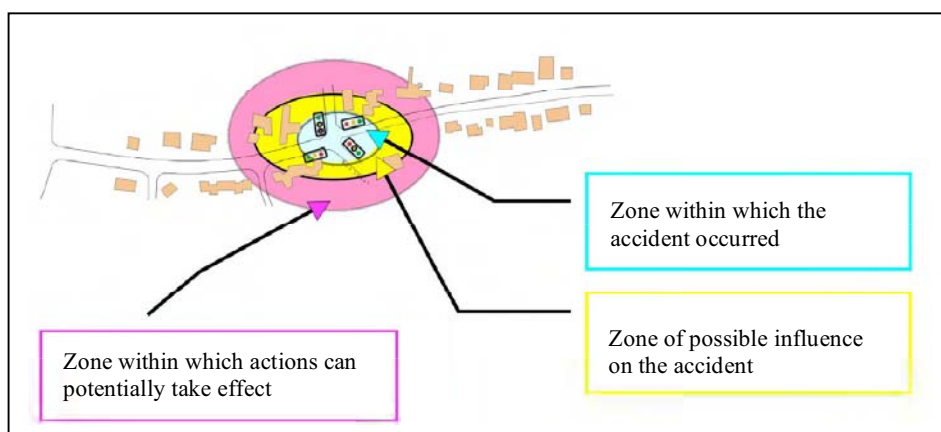 Zone within which the
accident occurred
Zone of possible influence
on the accident
Zone within which actions can
potentially take effect